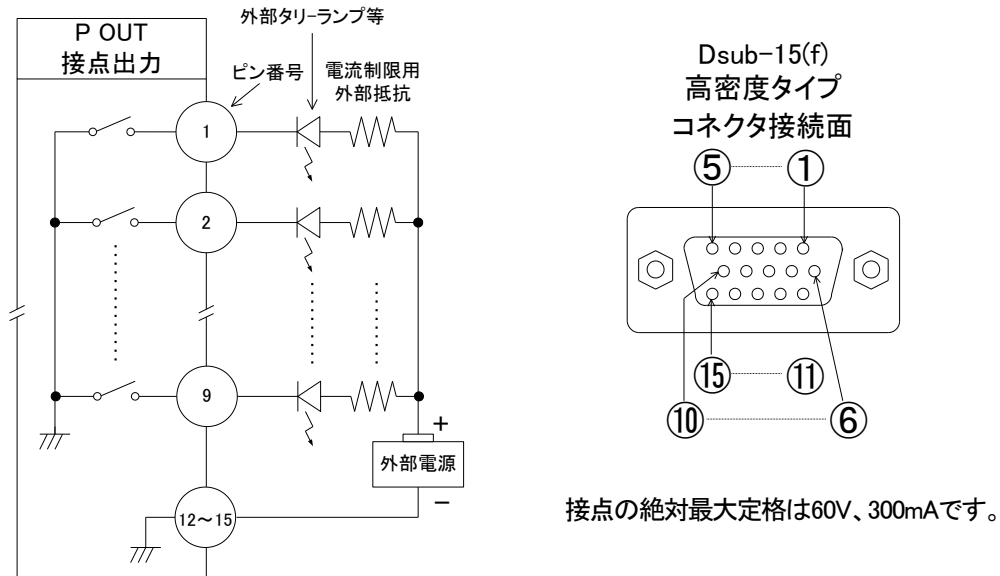 P OUT
接点出力
外部タリーランプ等
ピン番号
電流制限用
外部抵抗
1
2
9
12～15
+
外部電源
−
Dsub-15(f)
高密度タイプ
コネクタ接続面
⑤ ①
⑮ ⑪
⑩ ⑥
接点の絶対最大定格は60V、300mAです。